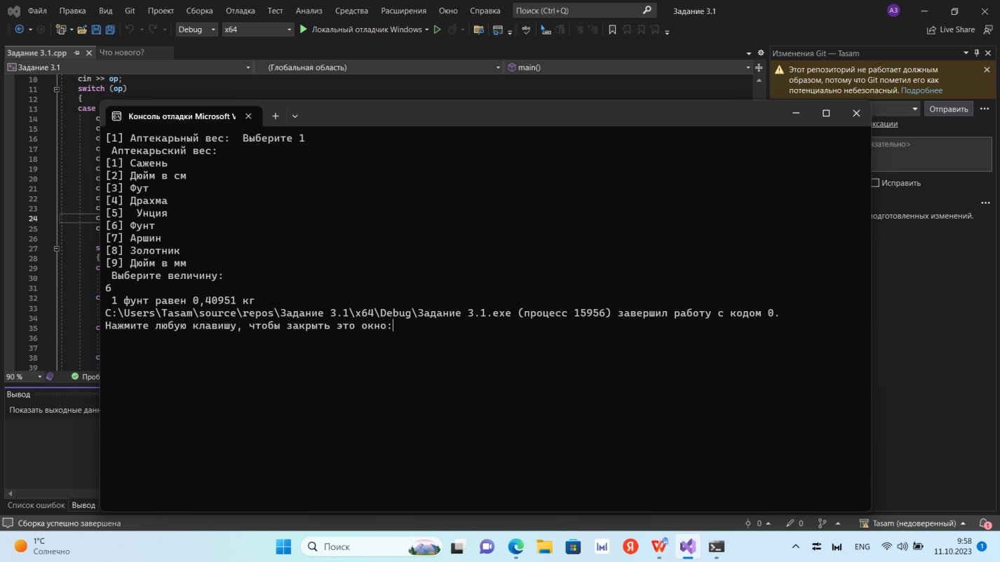 Файл Правка Вид Git Проект Сборка Отладка Тест Анализ Средства Расширения Окно Справка Поиск (Ctrl+Q) Задание 3.1 АЗ
Debug x64 Локальный отладчик Windows Live Share
Задание 3.1.cpp Что нового?
Задание 3.1 (Глобальная область) main()
10 cin >> op;
11 switch (op)
12 {
13 case
14 c
15 c
16 c
17 c
18 c
19 c
20 c
21 c
22 c
23 c
24 c
25 c
26
27 s
28 {
29 c
30
31
32 c
33
34
35 c
36
37
38 c
39
90 % Проб
Изменения Git — Tasam
Этот репозиторий не работает должным
образом, потому что Git пометил его как
потенциально небезопасный. Подробнее
Отправить
ксации
язательно>
Исправить
одготовленных изменений.
Консоль отладки Microsoft V
[1] Аптекарьный вес:  Выберите 1
 Аптекарьский вес:
[1] Сажень
[2] Дюйм в см
[3] Фут
[4] Драхма
[5]  Унция
[6] Фунт
[7] Аршин
[8] Золотник
[9] Дюйм в мм
 Выберите величину:
6
 1 фунт равен 0,40951 кг
C:\Users\Tasam\source\repos\Задание 3.1\x64\Debug\Задание 3.1.exe (процесс 15956) завершил работу с кодом 0.
Нажмите любую клавишу, чтобы закрыть это окно:
Вывод
Показать выходные данн
Список ошибок Вывод
Сборка успешно завершена 0 0 Tasam (недоверенный) 1
1°C
Солнечно
Поиск
ENG
9:58
11.10.2023
1